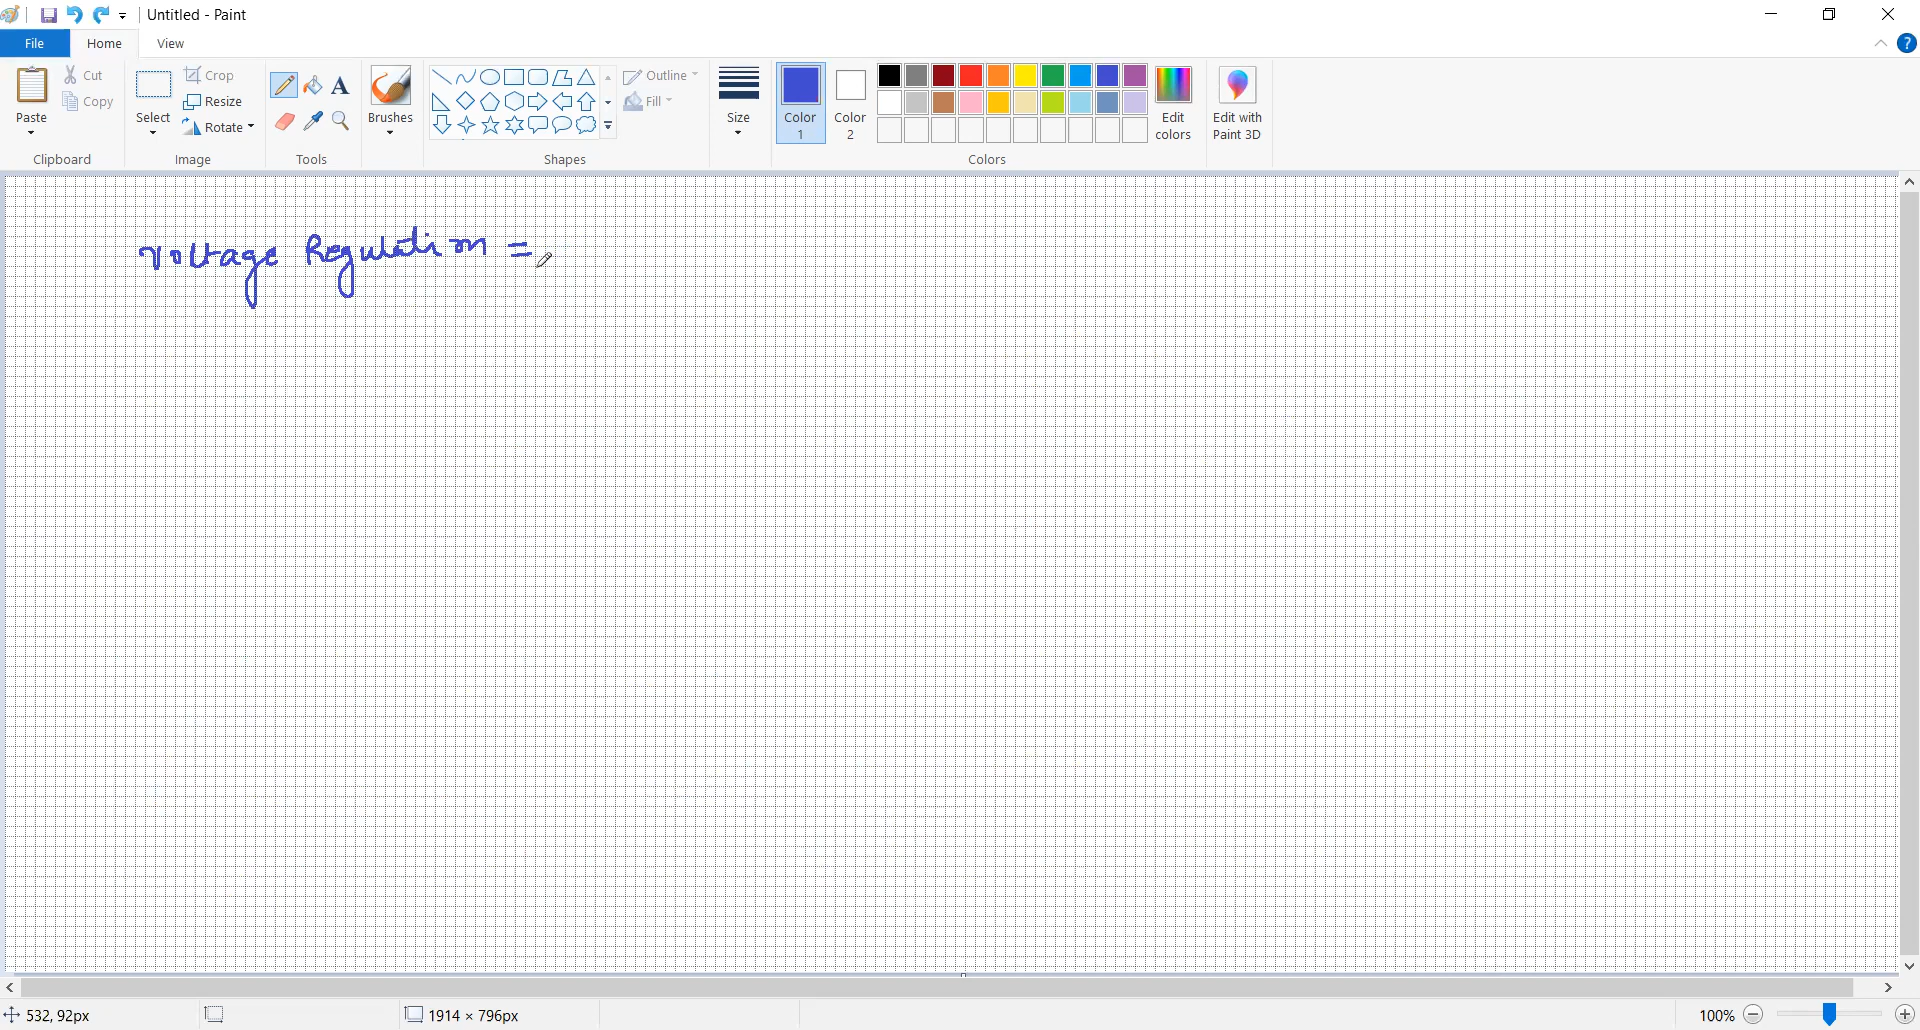 Untitled - Paint
File Home View ?
Paste Cut Copy Clipboard
Select Crop Resize Rotate Image
A Tools
Brushes
Shapes Outline Fill
Size
Color 1 Color 2 Colors Edit colors
Edit with Paint 3D
Voltage Regulation =
532, 92px 1914 × 796px 100%